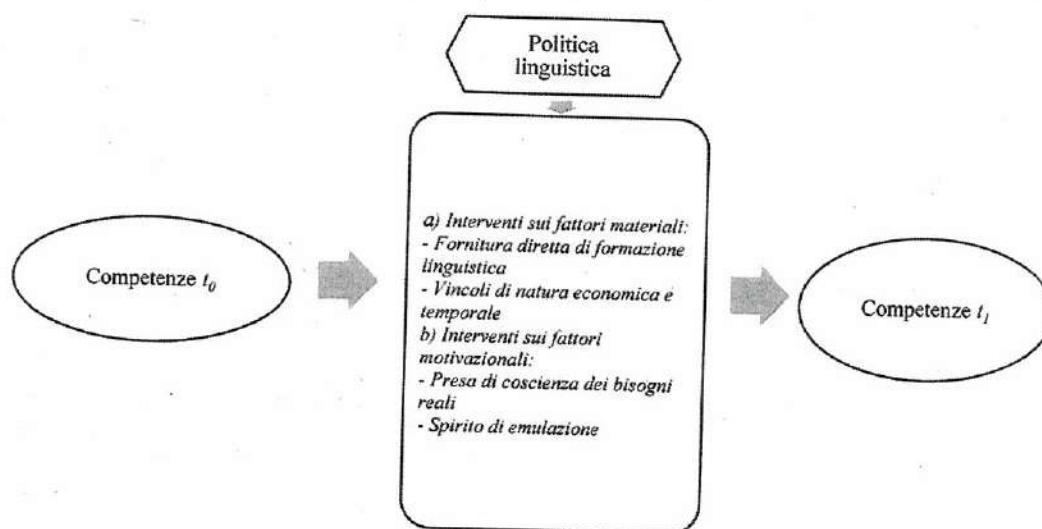 Politica
linguistica
Competenze t0
a) Interventi sui fattori materiali:
- Fornitura diretta di formazione
linguistica
- Vincoli di natura economica e
temporale
b) Interventi sui fattori
motivazionali:
- Presa di coscienza dei bisogni
reali
- Spirito di emulazione
Competenze t1